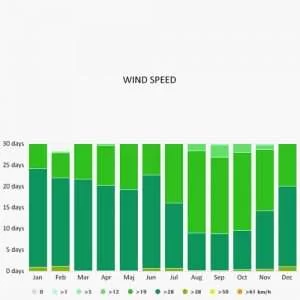 WIND SPEED
30 days
25 days
20 days
15 days
10 days
5 days
0 days
Jan Feb Mar Apr Maj Jun Jul Aug Sep Okt Nov Dec
0 >1 >5 >12 >19 >28 >38 >50 >61 km/h